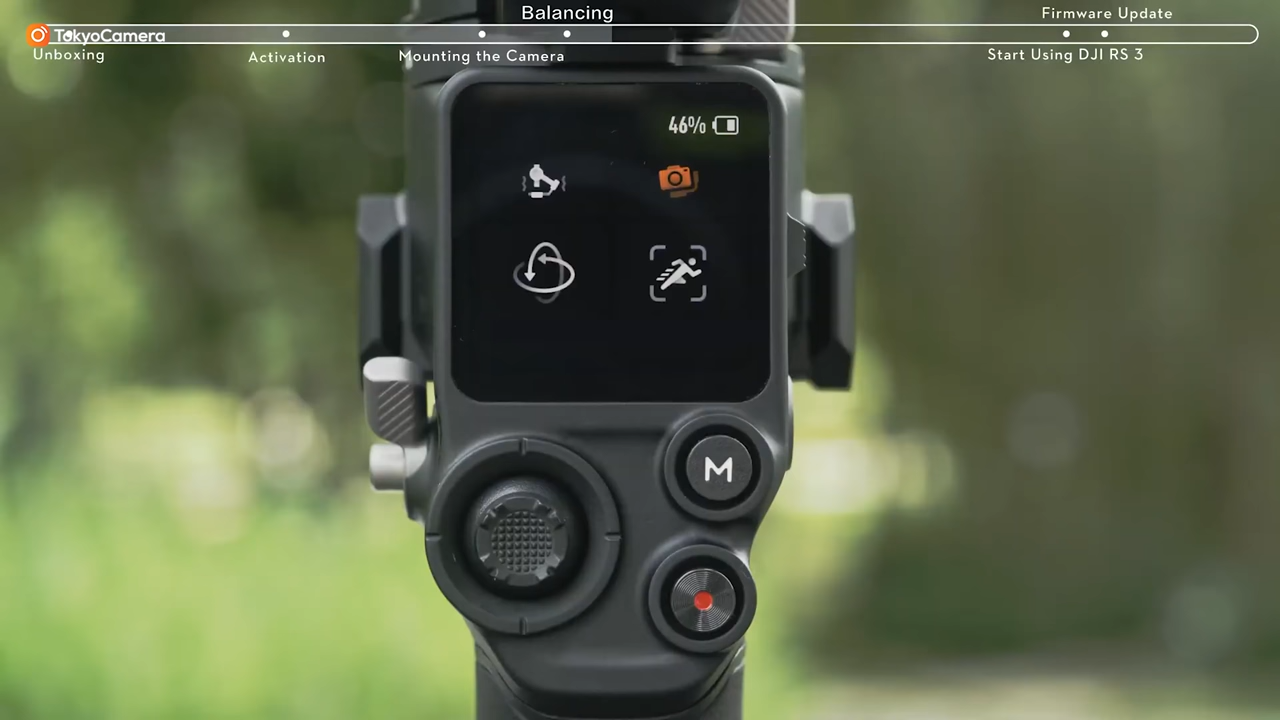 Balancing
Firmware Update
TokyoCamera
Unboxing
Activation
Mounting the Camera
Start Using DJI RS 3
46%
M